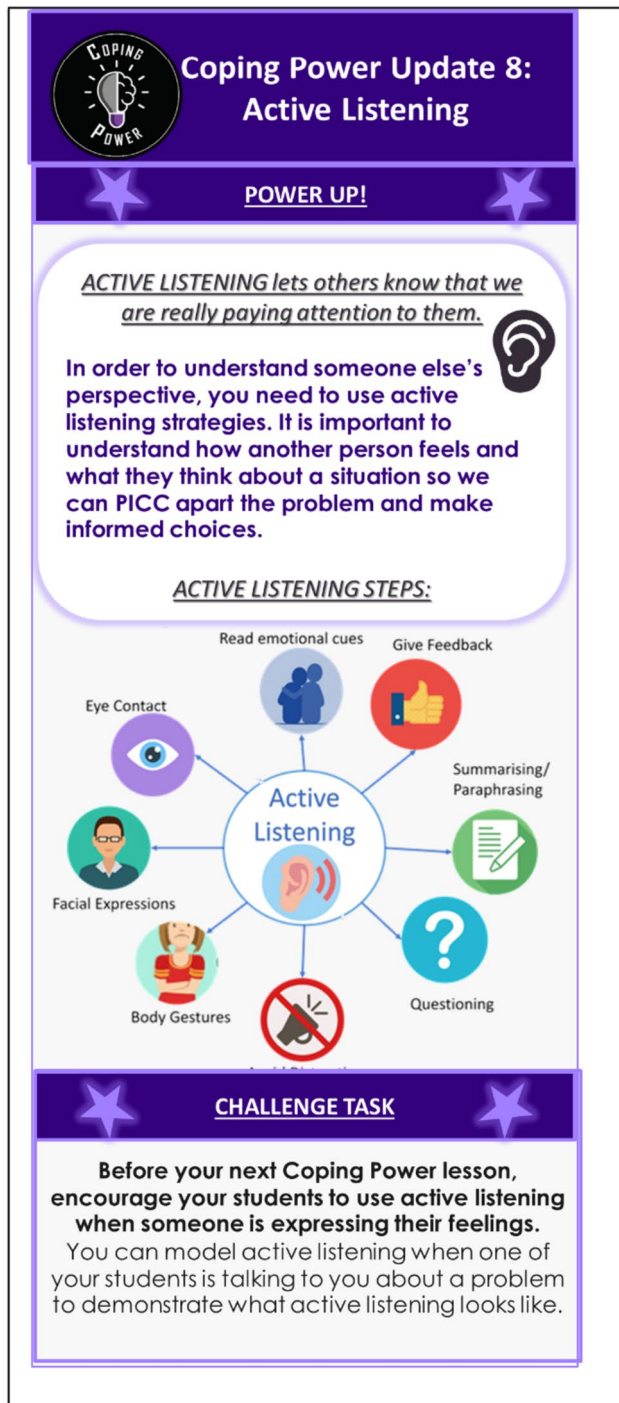 COPING
POWER
Coping Power Update 8:
Active Listening
POWER UP!
ACTIVE LISTENING lets others know that we
are really paying attention to them.
In order to understand someone else's
perspective, you need to use active
listening strategies. It is important to
understand how another person feels and
what they think about a situation so we
can PICC apart the problem and make
informed choices.
ACTIVE LISTENING STEPS:
Read emotional cues
Give Feedback
Eye Contact
Summarising/
Paraphrasing
Active
Listening
Facial Expressions
Body Gestures
Questioning
CHALLENGE TASK
Before your next Coping Power lesson,
encourage your students to use active listening
when someone is expressing their feelings.
You can model active listening when one of
your students is talking to you about a problem
to demonstrate what active listening looks like.